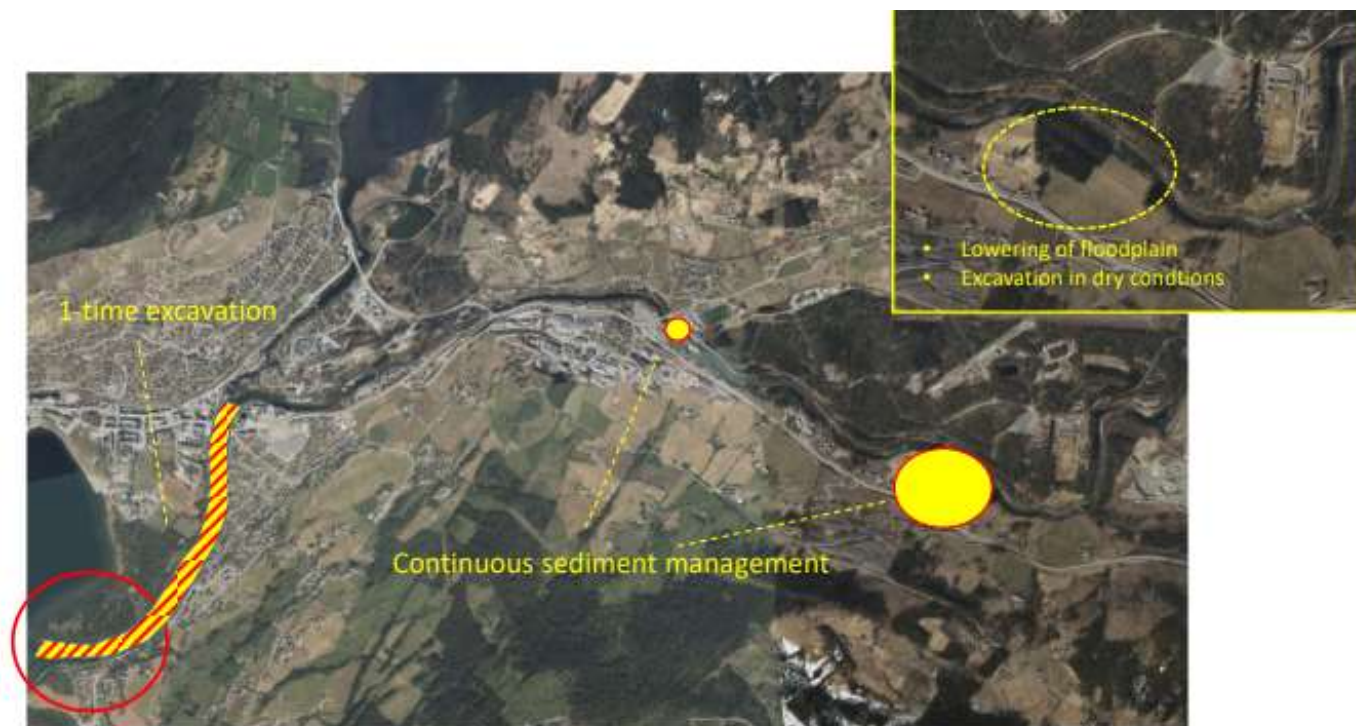 • Lowering of floodplain
• Excavation in dry condtions
1-time excavation
Continuous sediment management